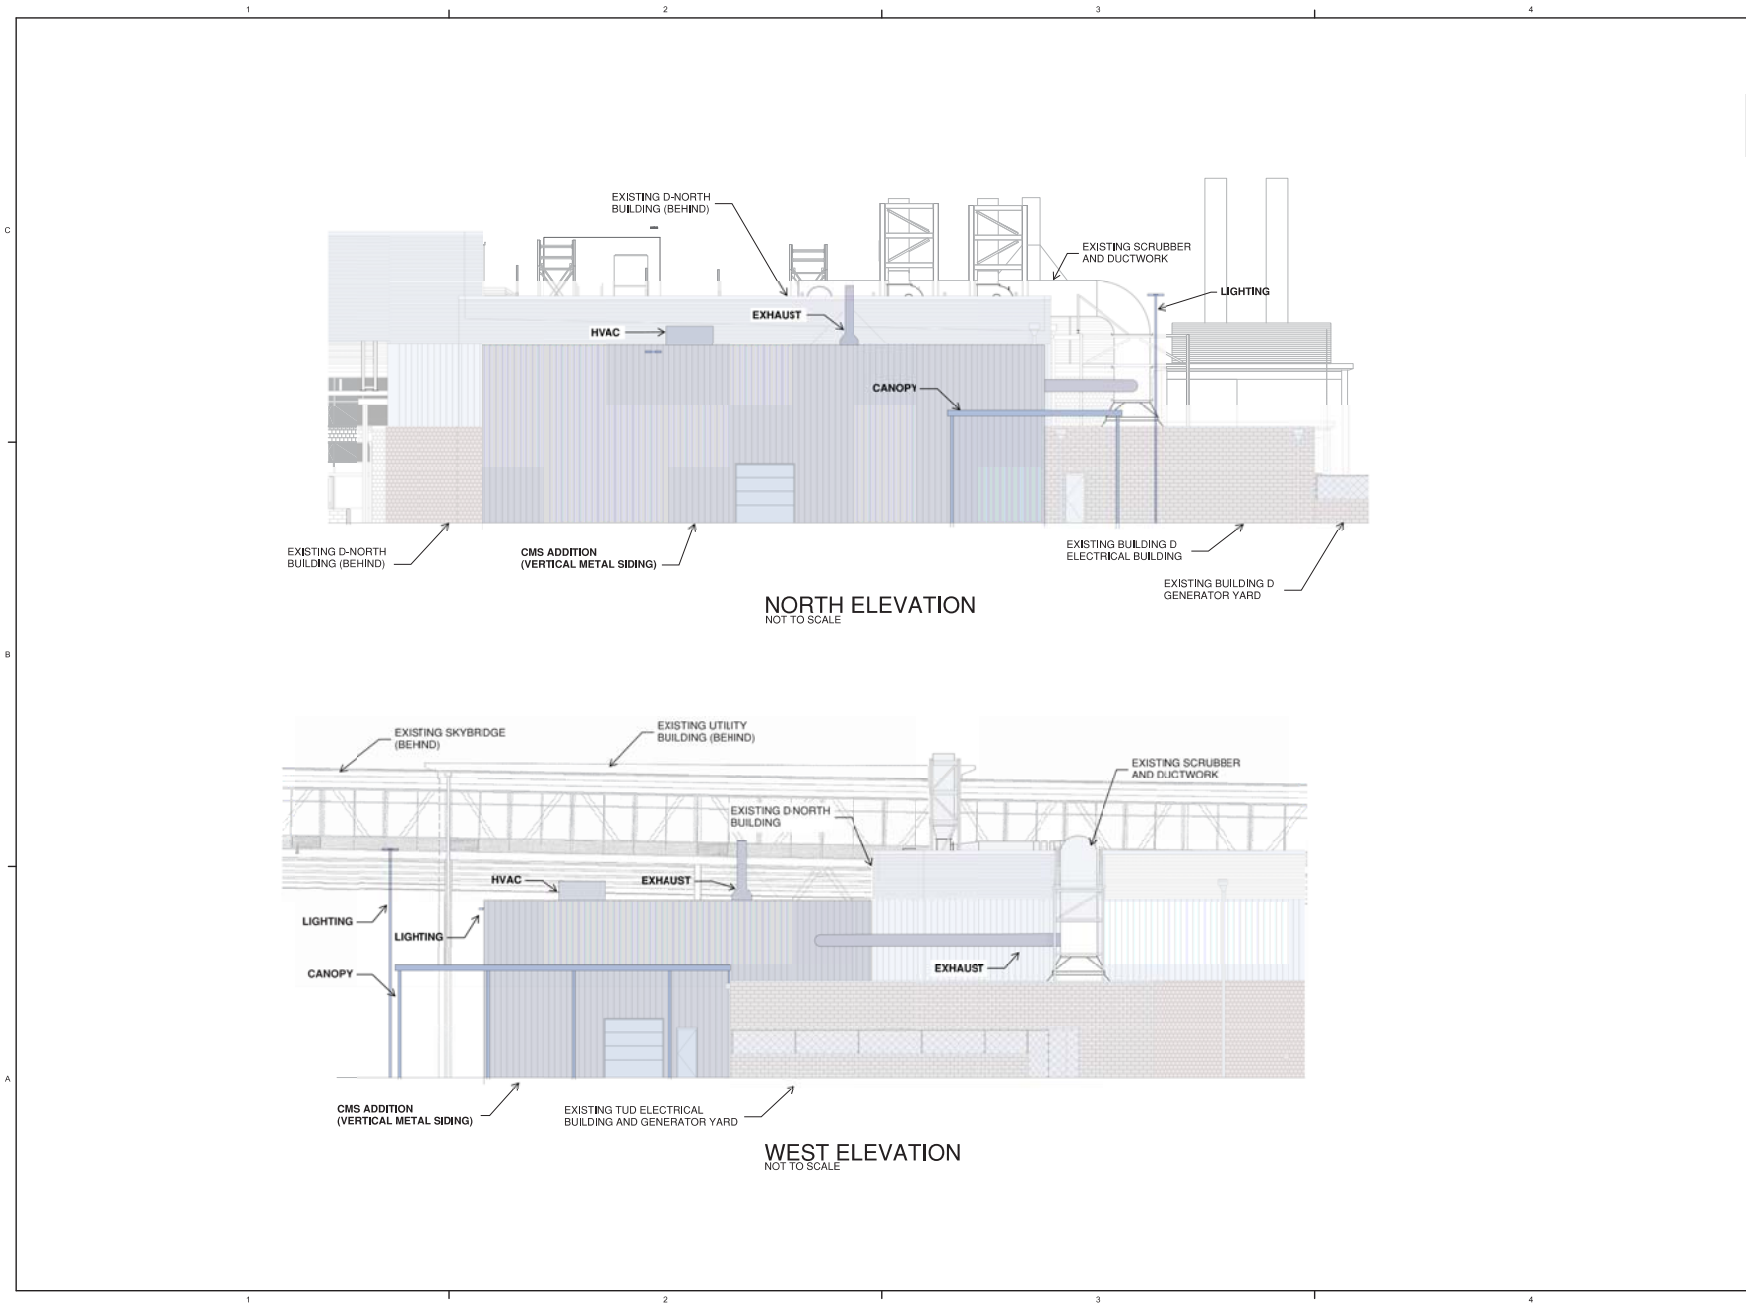 1 2 3 4
C
EXISTING D-NORTH
BUILDING (BEHIND)
EXISTING SCRUBBER
AND DUCTWORK
LIGHTING
EXHAUST
HVAC
CANOPY
EXISTING D-NORTH
BUILDING (BEHIND)
CMS ADDITION
(VERTICAL METAL SIDING)
EXISTING BUILDING D
ELECTRICAL BUILDING
EXISTING BUILDING D
GENERATOR YARD
NORTH ELEVATION
NOT TO SCALE
B
EXISTING SKYBRIDGE
(BEHIND)
EXISTING UTILITY
BUILDING (BEHIND)
EXISTING SCRUBBER
AND DUCTWORK
EXISTING D-NORTH
BUILDING
HVAC
EXHAUST
LIGHTING
LIGHTING
CANOPY
EXHAUST
A
CMS ADDITION
(VERTICAL METAL SIDING)
EXISTING TUD ELECTRICAL
BUILDING AND GENERATOR YARD
WEST ELEVATION
NOT TO SCALE
1 2 3 4